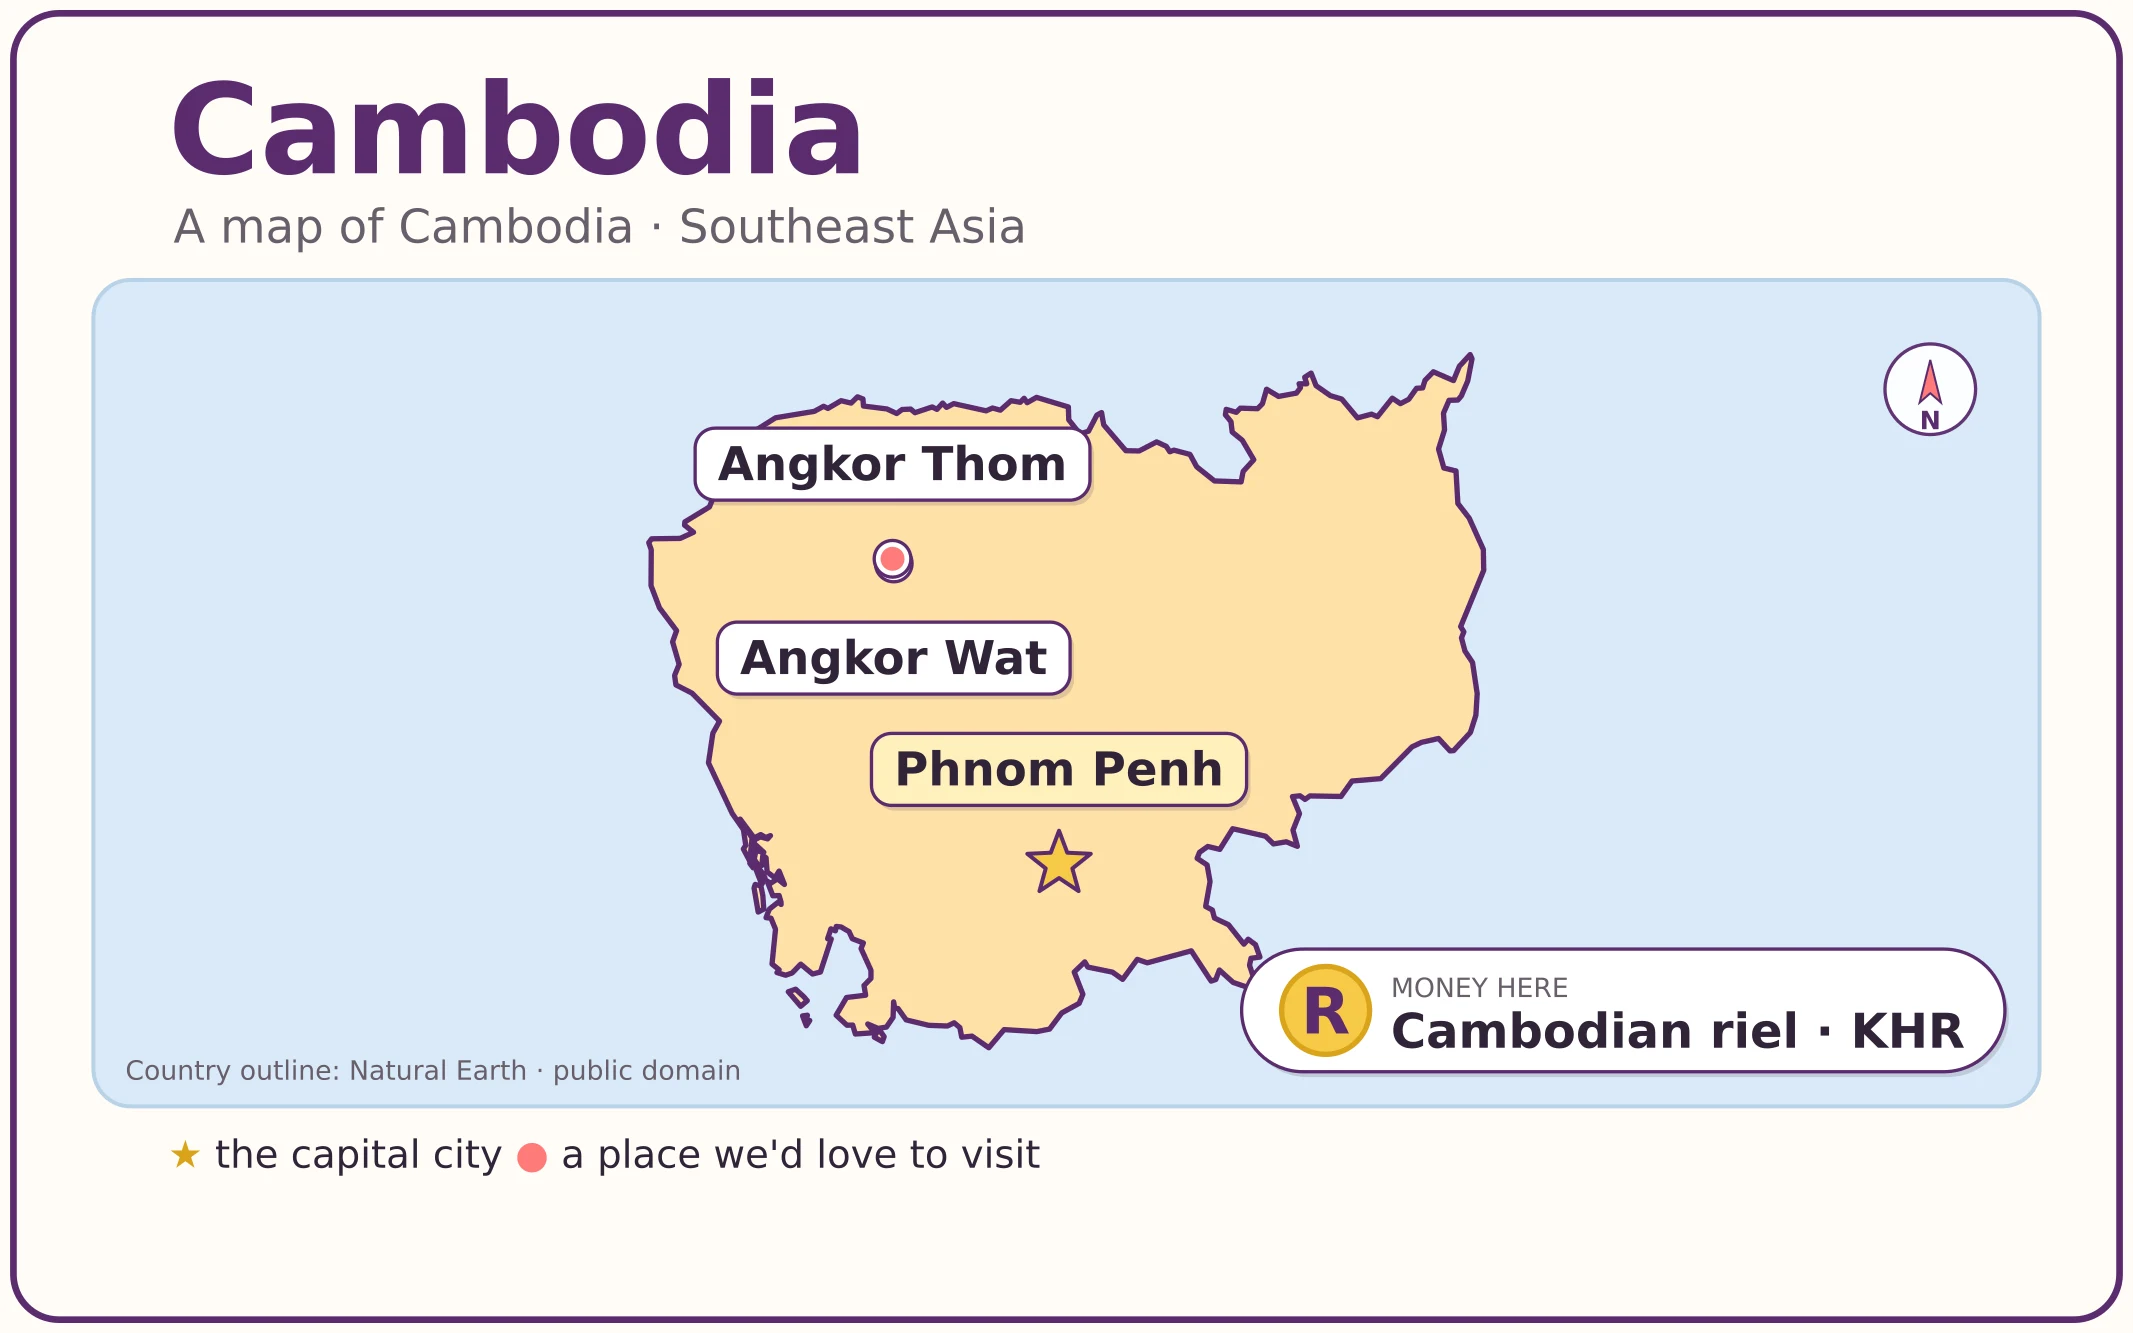 Cambodia
A map of Cambodia · Southeast Asia
N
Angkor Thom
Angkor Wat
Phnom Penh
R
MONEY HERE
Cambodian riel · KHR
Country outline: Natural Earth · public domain
★ the capital city ● a place we'd love to visit